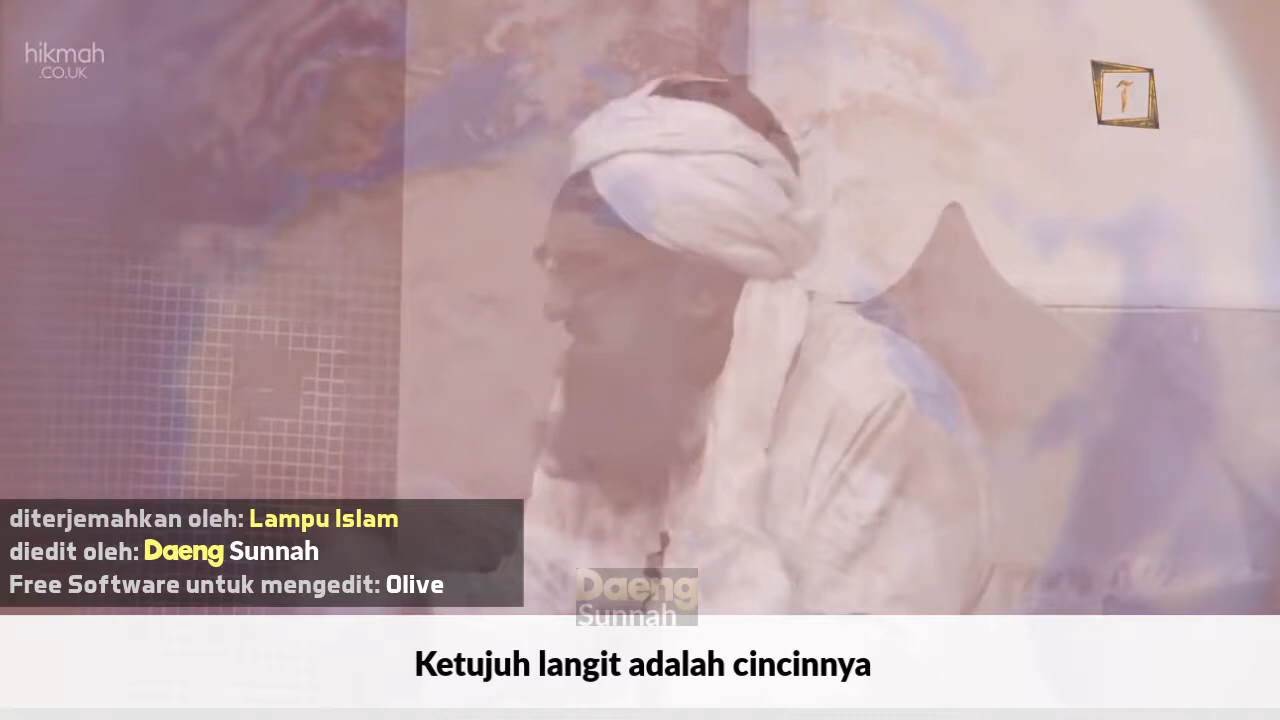 hikmah
.CO.UK
diterjemahkan oleh: Lampu Islam
diedit oleh: Daeng Sunnah
Free Software untuk mengedit: Olive
Daeng
Sunnah
Ketujuh langit adalah cincinnya